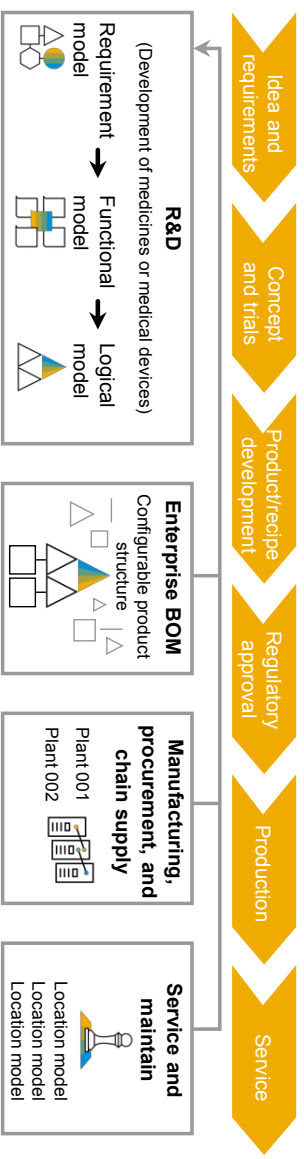 Idea and
requirements
Concept
and trials
Product/recipe
development
Regulatory
approval
Production
Service
R&D
(Development of medicines or medical devices)
Requirement
model
Functional
model
Logical
model
Enterprise BOM
Configurable product
structure
Manufacturing,
procurement, and
chain supply
Plant 001
Plant 002
Service and
maintain
Location model
Location model
Location model